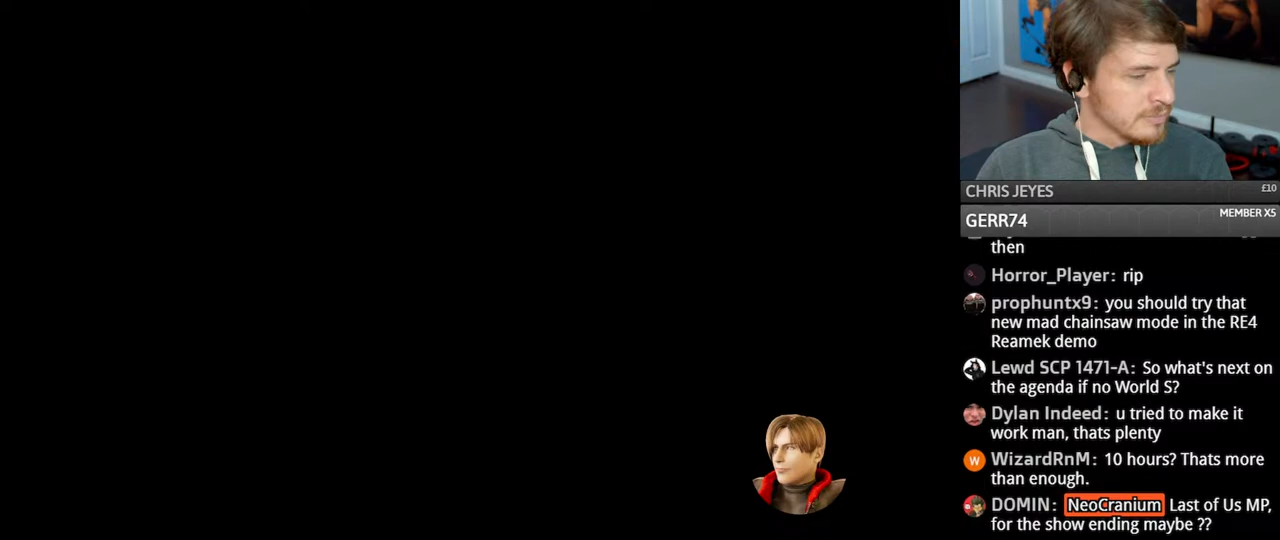 CHRIS JEYES £10
GERR74 MEMBER X5
then
Horror_Player: rip
prophuntx9: you should try that
new mad chainsaw mode in the RE4
Reamek demo
Lewd SCP 1471-A: So what's next on
the agenda if no World S?
Dylan Indeed: u tried to make it
work man, thats plenty
W WizardRnM: 10 hours? Thats more
than enough.
DOMIN: NeoCranium Last of Us MP,
for the show ending maybe ??